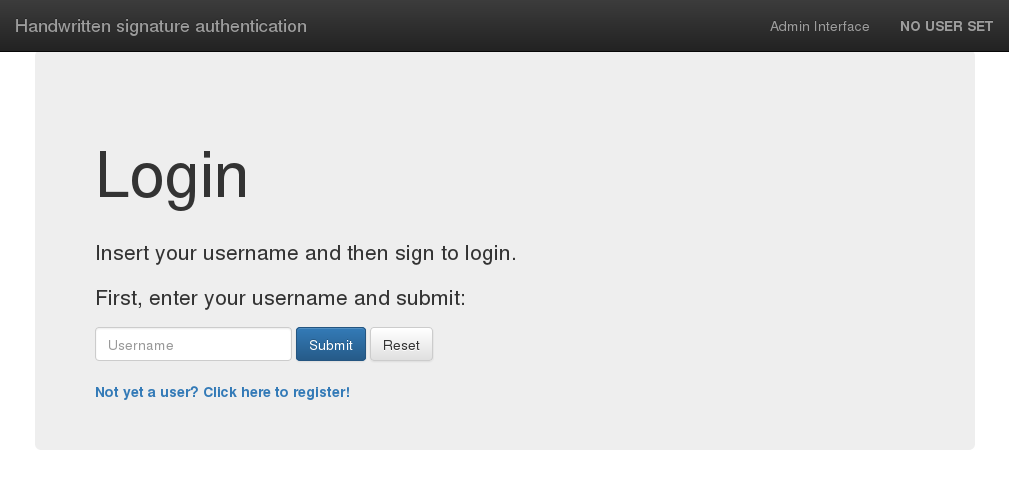 Handwritten signature authentication Admin Interface NO USER SET
Login
Insert your username and then sign to login.
First, enter your username and submit:
Username Submit Reset
Not yet a user? Click here to register!